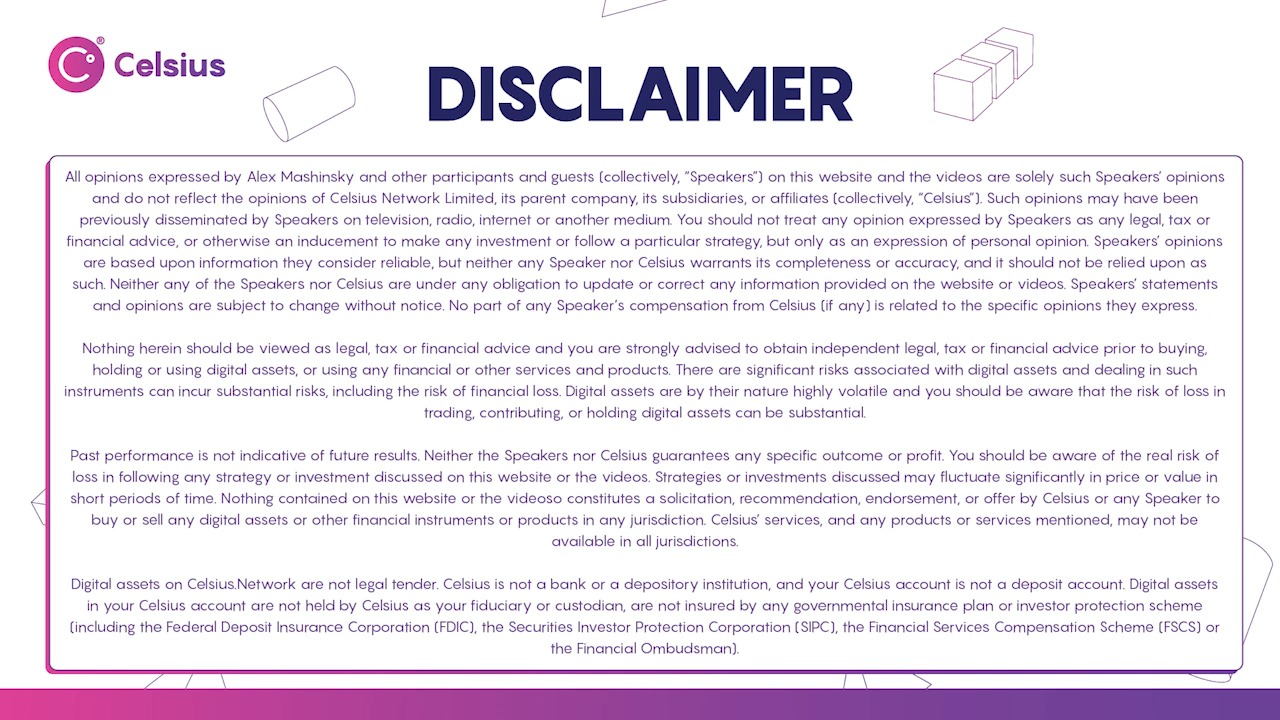 Celsius®
DISCLAIMER
All opinions expressed by Alex Mashinsky and other participants and guests (collectively, “Speakers”) on this website and the videos are solely such Speakers’ opinions
and do not reflect the opinions of Celsius Network Limited, its parent company, its subsidiaries, or affiliates (collectively, “Celsius”). Such opinions may have been
previously disseminated by Speakers on television, radio, internet or another medium. You should not treat any opinion expressed by Speakers as any legal, tax or
financial advice, or otherwise an inducement to make any investment or follow a particular strategy, but only as an expression of personal opinion. Speakers’ opinions
are based upon information they consider reliable, but neither any Speaker nor Celsius warrants its completeness or accuracy, and it should not be relied upon as
such. Neither any of the Speakers nor Celsius are under any obligation to update or correct any information provided on the website or videos. Speakers’ statements
and opinions are subject to change without notice. No part of any Speaker’s compensation from Celsius (if any) is related to the specific opinions they express.
Nothing herein should be viewed as legal, tax or financial advice and you are strongly advised to obtain independent legal, tax or financial advice prior to buying,
holding or using digital assets, or using any financial or other services and products. There are significant risks associated with digital assets and dealing in such
instruments can incur substantial risks, including the risk of financial loss. Digital assets are by their nature highly volatile and you should be aware that the risk of loss in
trading, contributing, or holding digital assets can be substantial.
Past performance is not indicative of future results. Neither the Speakers nor Celsius guarantees any specific outcome or profit. You should be aware of the real risk of
loss in following any strategy or investment discussed on this website or the videos. Strategies or investments discussed may fluctuate significantly in price or value in
short periods of time. Nothing contained on this website or the videoso constitutes a solicitation, recommendation, endorsement, or offer by Celsius or any Speaker to
buy or sell any digital assets or other financial instruments or products in any jurisdiction. Celsius’ services, and any products or services mentioned, may not be
available in all jurisdictions.
Digital assets on Celsius.Network are not legal tender. Celsius is not a bank or a depository institution, and your Celsius account is not a deposit account. Digital assets
in your Celsius account are not held by Celsius as your fiduciary or custodian, are not insured by any governmental insurance plan or investor protection scheme
(including the Federal Deposit Insurance Corporation (FDIC), the Securities Investor Protection Corporation (SIPC), the Financial Services Compensation Scheme (FSCS) or
the Financial Ombudsman).